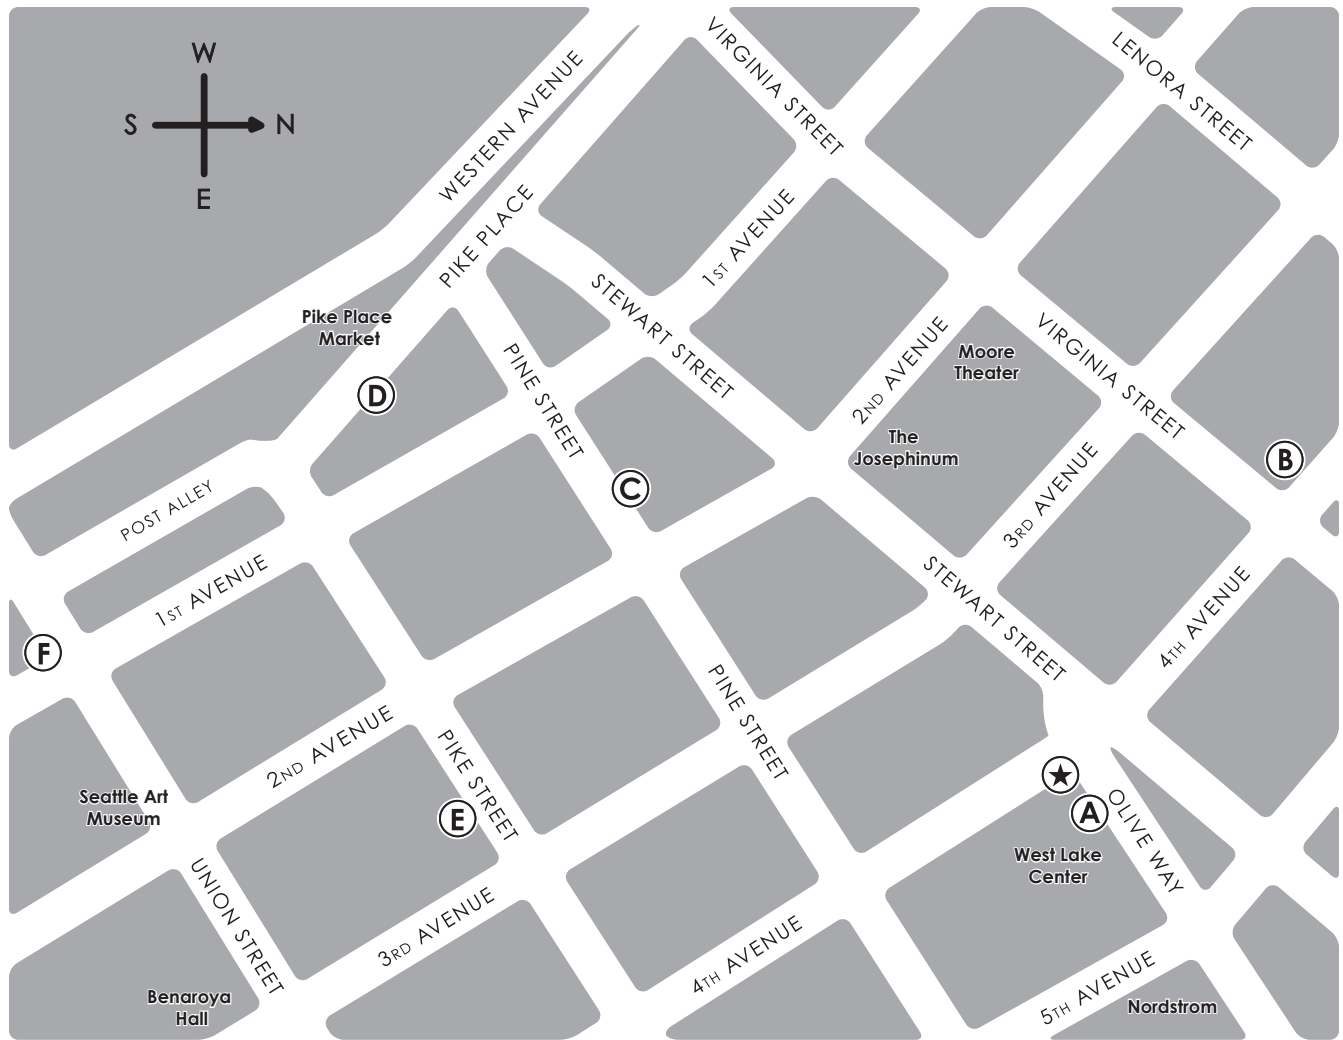 W
S
N
E
WESTERN AVENUE
VIRGINIA STREET
LENORA STREET
PIKE PLACE
1ST AVENUE
STEWART STREET
Pike Place
Market
D
PINE STREET
2ND AVENUE
Moore
Theater
VIRGINIA STREET
The
Josephinum
B
C
3RD AVENUE
POST ALLEY
1ST AVENUE
STEWART STREET
4TH AVENUE
F
2ND AVENUE
PINE STREET
PIKE STREET
Seattle Art
Museum
E
A
OLIVE WAY
West Lake
Center
UNION STREET
3RD AVENUE
4TH AVENUE
5TH AVENUE
Benaroya
Hall
Nordstrom